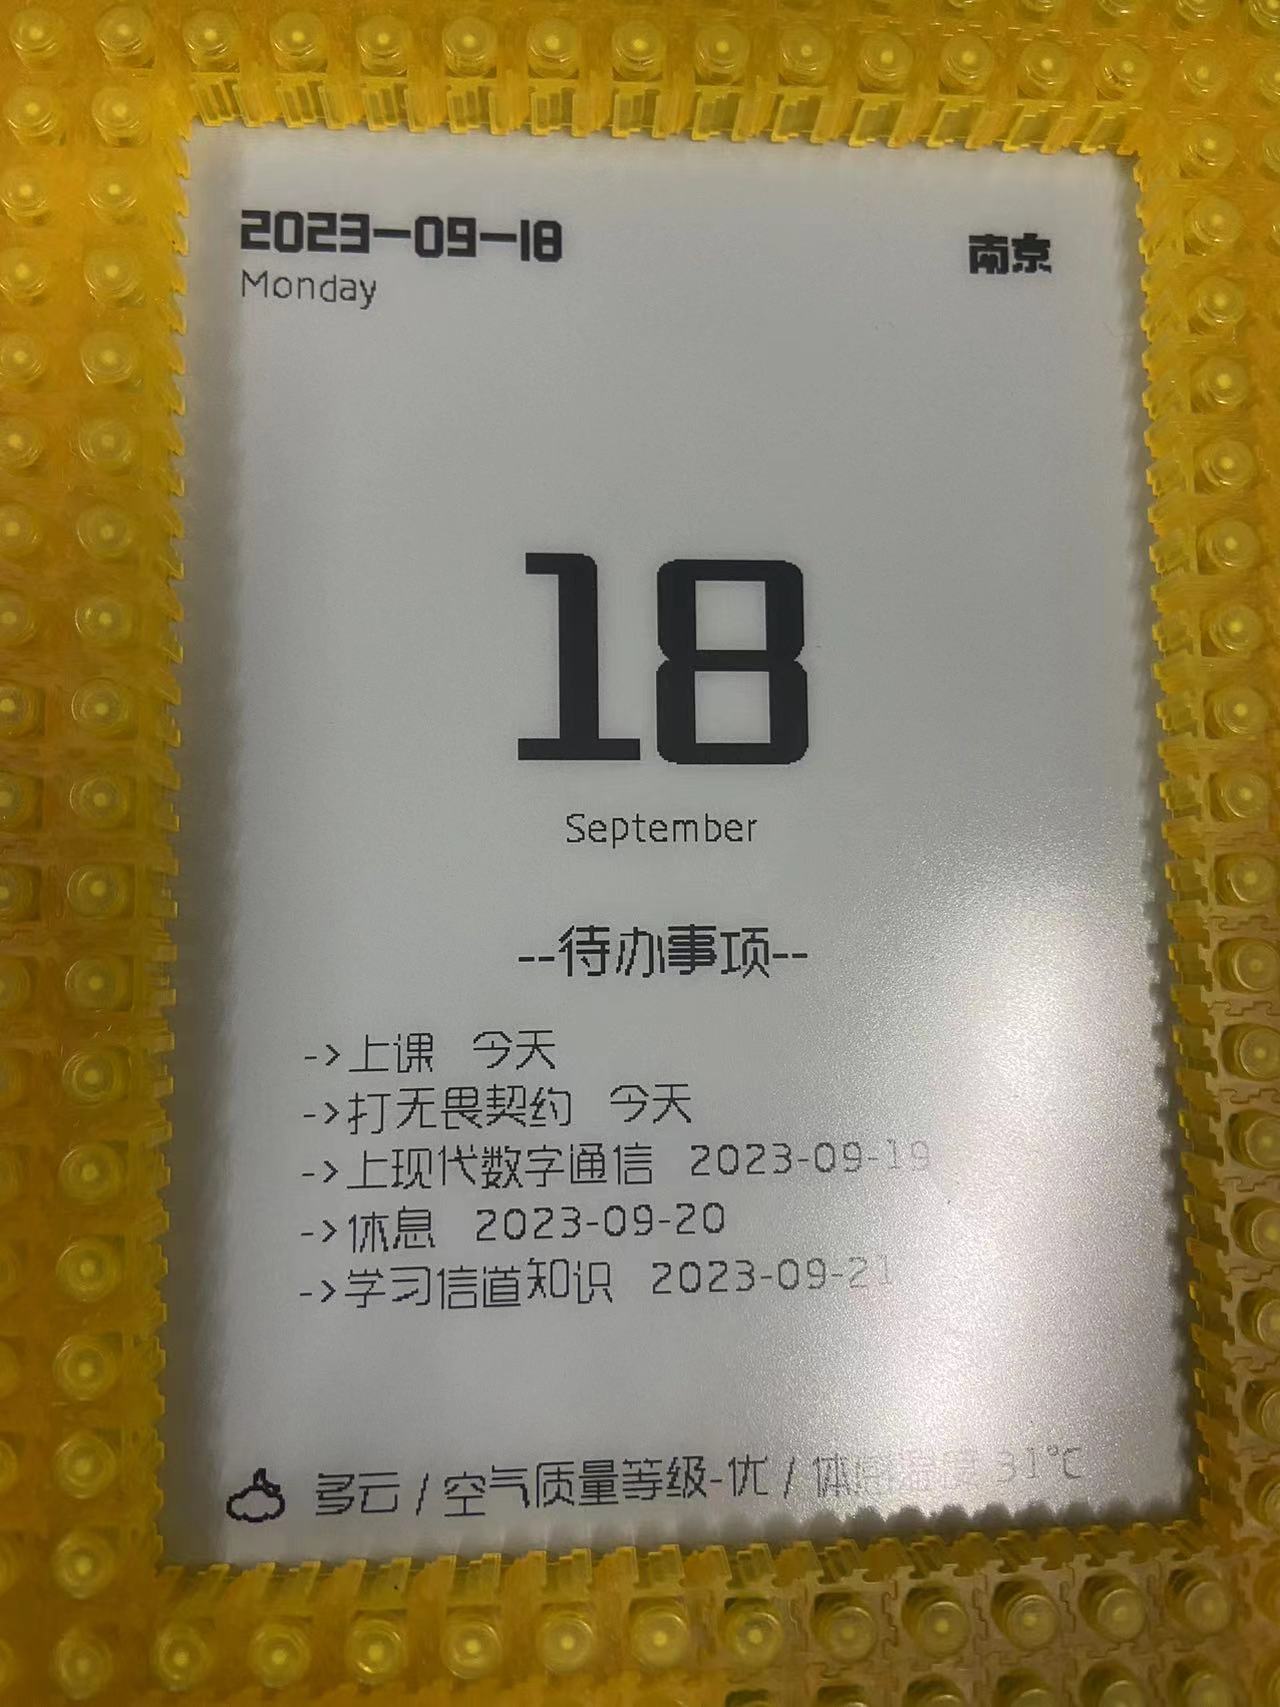 2023-09-18
南京
Monday
18
September
--待办事项--
->上课 今天
->打无畏契约 今天
->上现代数字通信 2023-09-19
->休息 2023-09-20
->学习信道知识 2023-09-21
多云 / 空气质量等级-优 / 体感温度 31°C